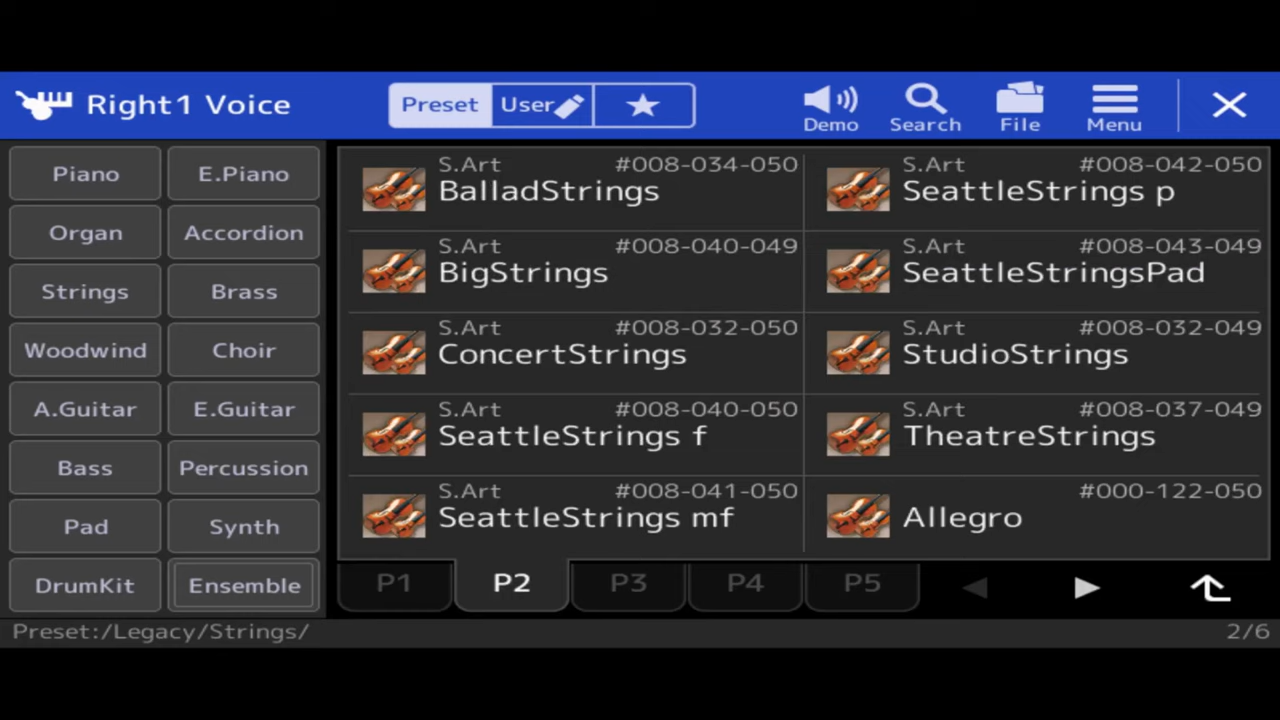 Right1 Voice
Preset
User
Demo
Search
File
Menu
Piano
E.Piano
Organ
Accordion
Strings
Brass
Woodwind
Choir
A.Guitar
E.Guitar
Bass
Percussion
Pad
Synth
DrumKit
Ensemble
S.Art #008-034-050
BalladStrings
S.Art #008-040-049
BigStrings
S.Art #008-032-050
ConcertStrings
S.Art #008-040-050
SeattleStrings f
S.Art #008-041-050
SeattleStrings mf
S.Art #008-042-050
SeattleStrings p
S.Art #008-043-049
SeattleStringsPad
S.Art #008-032-049
StudioStrings
S.Art #008-037-049
TheatreStrings
#000-122-050
Allegro
P1
P2
P3
P4
P5
Preset:/Legacy/Strings/
2/6